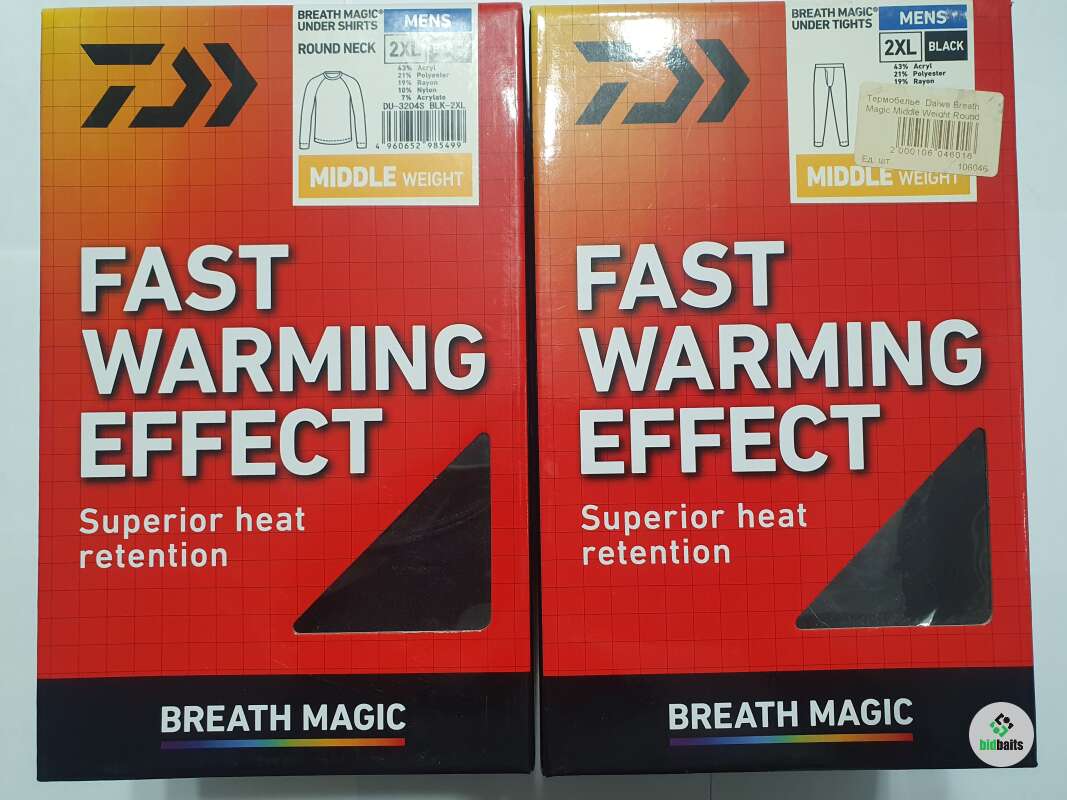 BREATH MAGIC®
UNDER SHIRTS
MENS
ROUND NECK
2XL
43% Acryl
21% Polyester
19% Rayon
10% Nylon
7% Acrylate
DU-3204S BLK-2XL
4 960652 985499
MIDDLE WEIGHT
FAST
WARMING
EFFECT
Superior heat
retention
BREATH MAGIC
BREATH MAGIC®
UNDER TIGHTS
MENS
2XL
BLACK
43% Acryl
21% Polyester
19% Rayon
Термобелье Daiwa Breath
Magic Middle Weight Round
2 000106 046016
Ед. шт.
106046
MIDDLE WEIGHT
FAST
WARMING
EFFECT
Superior heat
retention
BREATH MAGIC
bidbaits